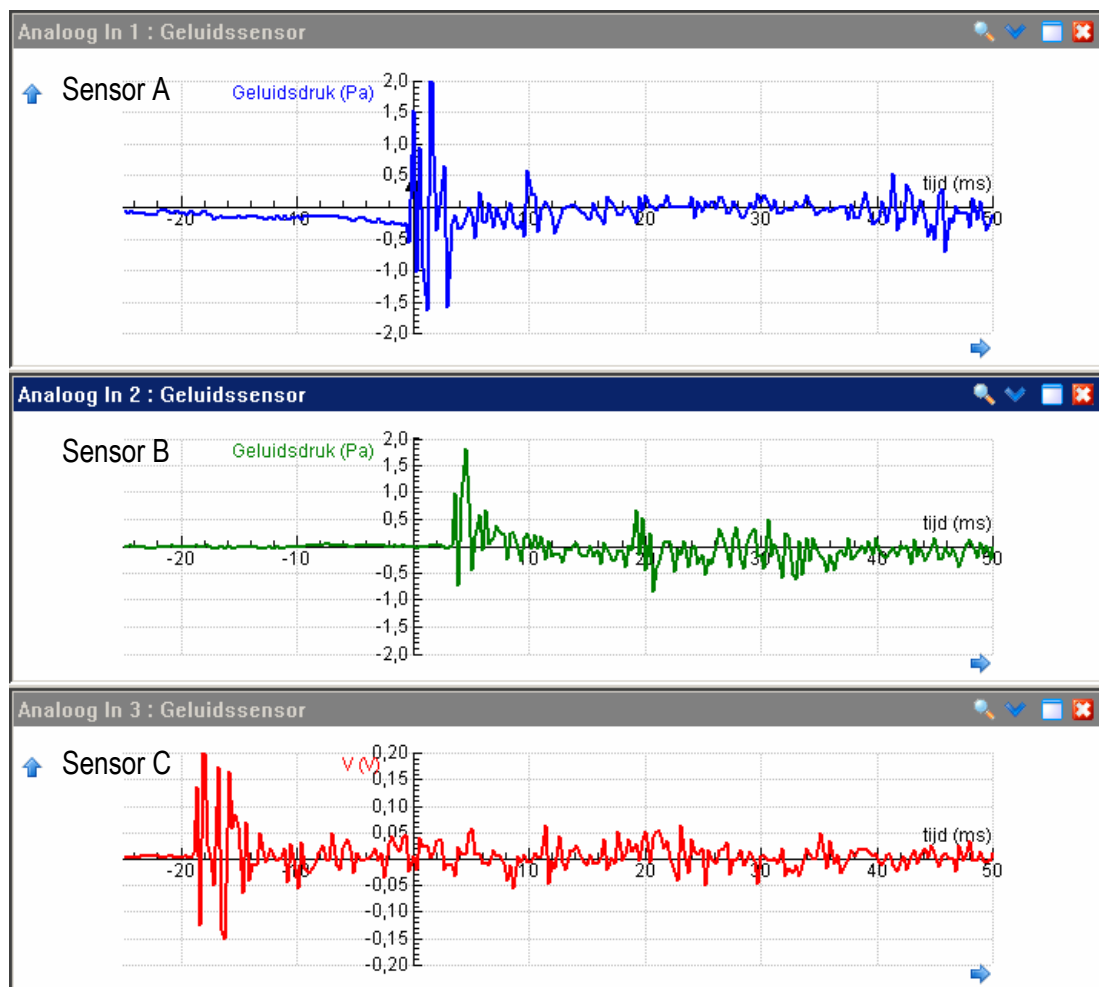 Analoog In 1 : Geluidssensor
Sensor A
Geluidsdruk (Pa)
2,0
1,5
1,0
0,5
-0,5
-1,0
-1,5
-2,0
tijd (ms)
-20 -10 10 20 30 40 50
Analoog In 2 : Geluidssensor
Sensor B
Geluidsdruk (Pa)
2,0
1,5
1,0
0,5
-0,5
-1,0
-1,5
-2,0
tijd (ms)
-20 -10 10 20 30 40 50
Analoog In 3 : Geluidssensor
Sensor C
V (V)
0,20
0,15
0,10
0,05
-0,05
-0,10
-0,15
-0,20
tijd (ms)
-20 -10 10 20 30 40 50